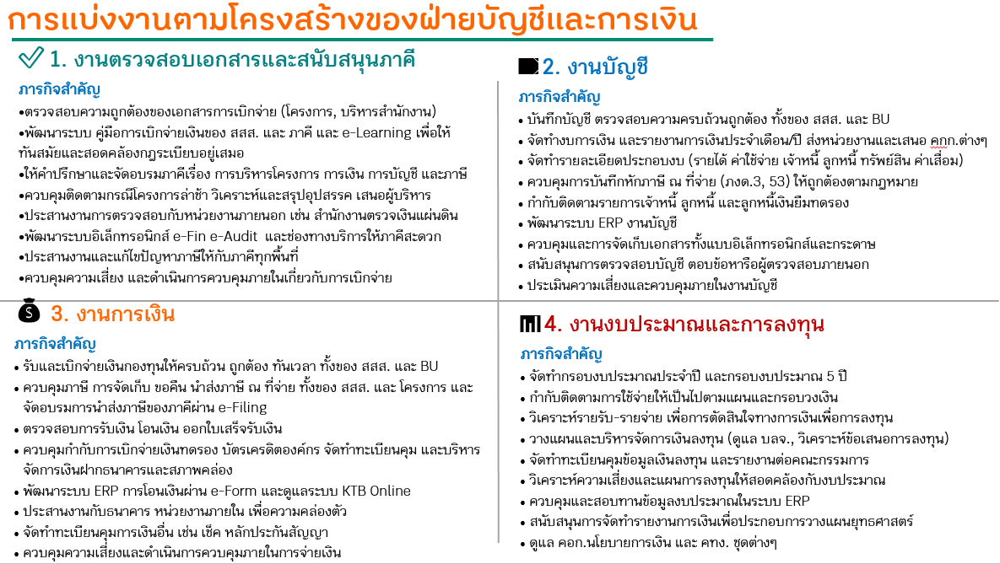 การแบ่งงานตามโครงสร้างของฝ่ายบัญชีและการเงิน
1. งานตรวจสอบเอกสารและสนับสนุนภาคี
ภารกิจสำคัญ
•ตรวจสอบความถูกต้องของเอกสารการเบิกจ่าย (โครงการ, บริหารสำนักงาน)
•พัฒนาระบบ คู่มือการเบิกจ่ายเงินของ สสส. และ ภาคี และ e-Learning เพื่อให้
ทันสมัยและสอดคล้องกฎระเบียบอยู่เสมอ
•ให้คำปรึกษาและจัดอบรมภาคีเรื่อง การบริหารโครงการ การเงิน การบัญชี และภาษี
•ควบคุมติดตามกรณีโครงการล่าช้า วิเคราะห์และสรุปอุปสรรค เสนอผู้บริหาร
•ประสานงานการตรวจสอบกับหน่วยงานภายนอก เช่น สำนักงานตรวจเงินแผ่นดิน
•พัฒนาระบบอิเล็กทรอนิกส์ e-Fin e-Audit และช่องทางบริการให้ภาคีสะดวก
•ประสานงานและแก้ไขปัญหาภาษีให้กับภาคีทุกพื้นที่
•ควบคุมความเสี่ยง และดำเนินการควบคุมภายในเกี่ยวกับการเบิกจ่าย
2. งานบัญชี
ภารกิจสำคัญ
• บันทึกบัญชี ตรวจสอบความครบถ้วนถูกต้อง ทั้งของ สสส. และ BU
• จัดทำงบการเงิน และรายงานการเงินประจำเดือน/ปี ส่งหน่วยงานและเสนอ คกก.ต่างๆ
• จัดทำรายละเอียดประกอบงบ (รายได้ ค่าใช้จ่าย เจ้าหนี้ ลูกหนี้ ทรัพย์สิน ค่าเสื่อม)
• ควบคุมการบันทึกหักภาษี ณ ที่จ่าย (ภงด.3, 53) ให้ถูกต้องตามกฎหมาย
• กำกับติดตามรายการเจ้าหนี้ ลูกหนี้ และลูกหนี้เงินยืมทดรอง
• พัฒนาระบบ ERP งานบัญชี
• ควบคุมและการจัดเก็บเอกสารทั้งแบบอิเล็กทรอนิกส์และกระดาษ
• สนับสนุนการตรวจสอบบัญชี ตอบข้อหารือผู้ตรวจสอบภายนอก
• ประเมินความเสี่ยงและควบคุมภายในงานบัญชี
3. งานการเงิน
ภารกิจสำคัญ
• รับและเบิกจ่ายเงินกองทุนให้ครบถ้วน ถูกต้อง ทันเวลา ทั้งของ สสส. และ BU
• ควบคุมภาษี การจัดเก็บ ขอคืน นำส่งภาษี ณ ที่จ่าย ทั้งของ สสส. และ โครงการ และ
จัดอบรมการนำส่งภาษีของภาคีผ่าน e-Filing
• ตรวจสอบการรับเงิน โอนเงิน ออกใบเสร็จรับเงิน
• ควบคุมกำกับการเบิกจ่ายเงินทดรอง บัตรเครดิตองค์กร จัดทำทะเบียนคุม และบริหาร
จัดการเงินฝากธนาคารและสภาพคล่อง
• พัฒนาระบบ ERP การโอนเงินผ่าน e-Form และดูแลระบบ KTB Online
• ประสานงานกับธนาคาร หน่วยงานภายใน เพื่อความคล่องตัว
• จัดทำทะเบียนคุมการเงินอื่น เช่น เช็ค หลักประกันสัญญา
• ควบคุมความเสี่ยงและดำเนินการควบคุมภายในการจ่ายเงิน
4. งานงบประมาณและการลงทุน
ภารกิจสำคัญ
• จัดทำกรอบงบประมาณประจำปี และกรอบงบประมาณ 5 ปี
• กำกับติดตามการใช้จ่ายให้เป็นไปตามแผนและกรอบวงเงิน
• วิเคราะห์รายรับ-รายจ่าย เพื่อการตัดสินใจทางการเงินเพื่อการลงทุน
• วางแผนและบริหารจัดการเงินลงทุน (ดูแล บลจ., วิเคราะห์ข้อเสนอการลงทุน)
• จัดทำทะเบียนคุมข้อมูลเงินลงทุน และรายงานต่อคณะกรรมการ
• วิเคราะห์ความเสี่ยงและแผนการลงทุนให้สอดคล้องกับงบประมาณ
• ควบคุมและสอบทานข้อมูลงบประมาณในระบบ ERP
• สนับสนุนการจัดทำรายงานการเงินเพื่อประกอบการวางแผนยุทธศาสตร์
• ดูแล คอก.นโยบายการเงิน และ คทง. ชุดต่างๆ